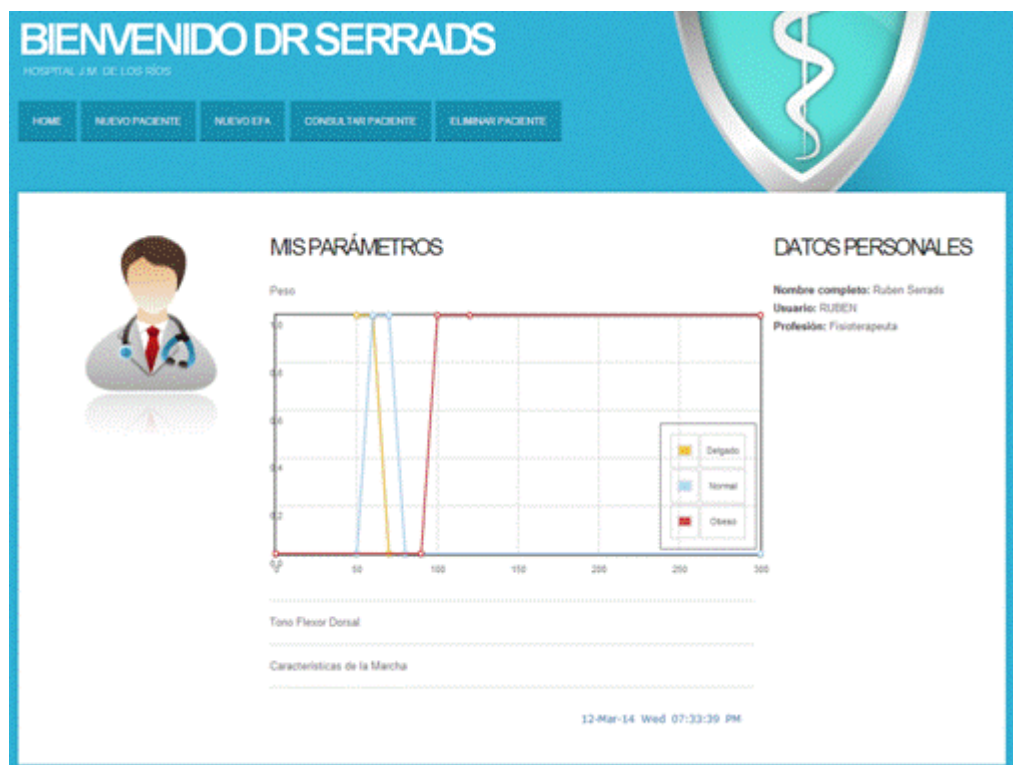 BIENVENIDO DR SERRADS
HOSPITAL J.M. DE LOS RÍOS
HOME NUEVO PACIENTE NUEVO EFA CONSULTAR PACIENTE ELIMINAR PACIENTE
MIS PARÁMETROS
Peso
1,0
0,8
0,6
0,4
0,2
0,0
0 50 100 150 200 250 300
Delgado
Normal
Obeso
Tono Flexor Dorsal
Características de la Marcha
12-Mar-14 Wed 07:33:39 PM
DATOS PERSONALES
Nombre completo: Ruben Serrads
Usuario: RUBEN
Profesión: Fisioterapeuta